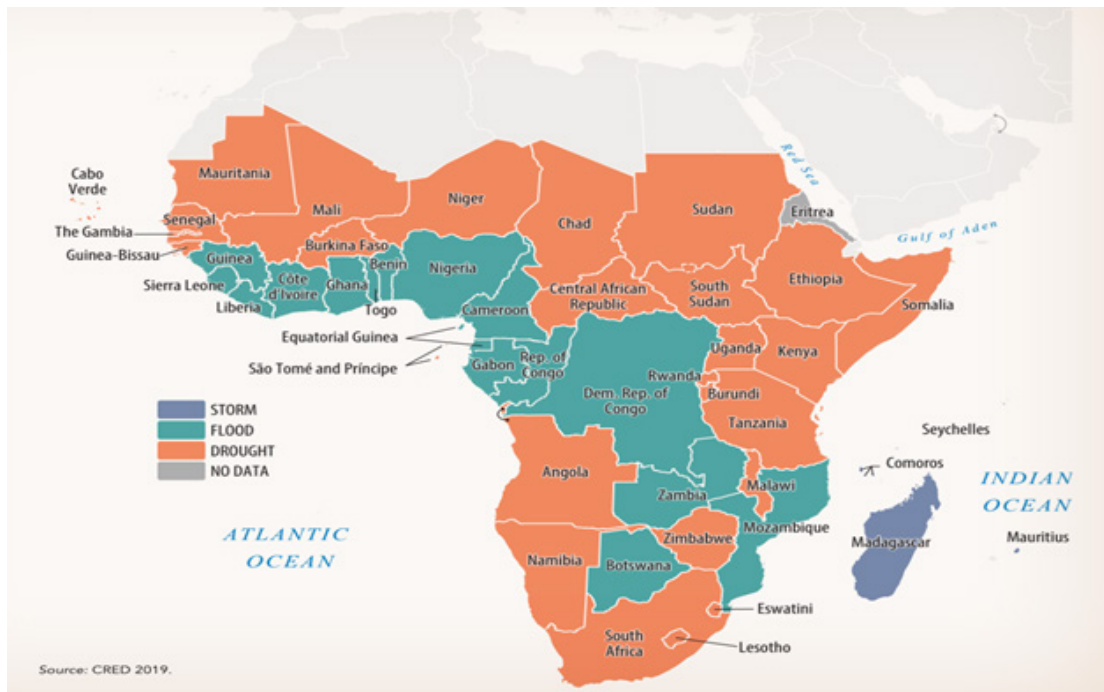 Cabo
Verde
Mauritania
Mali
Niger
Chad
Sudan
Red Sea
Eritrea
Gulf of Aden
Senegal
The Gambia
Guinea-Bissau
Burkina Faso
Guinea
Sierra Leone
Liberia
Côte
d'Ivoire
Ghana
Togo
Benin
Nigeria
Cameroon
Central African
Republic
South
Sudan
Ethiopia
Somalia
Equatorial Guinea
São Tomé and Príncipe
Gabon
Rep. of
Congo
Dem. Rep. of
Congo
Uganda
Kenya
Rwanda
Burundi
Tanzania
STORM
FLOOD
DROUGHT
NO DATA
Seychelles
Comoros
INDIAN
OCEAN
Angola
Zambia
Malawi
Mozambique
Madagascar
Mauritius
ATLANTIC
OCEAN
Namibia
Botswana
Zimbabwe
Eswatini
South
Africa
Lesotho
Source: CRED 2019.